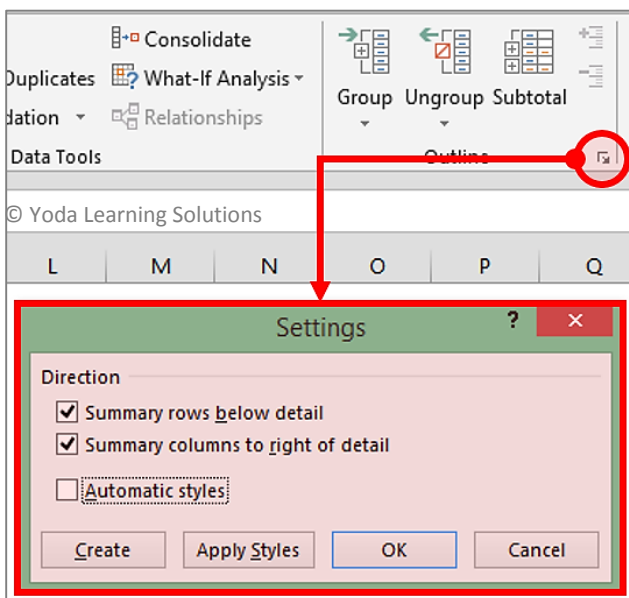 Consolidate
Duplicates What-If Analysis
Group Ungroup Subtotal
dation Relationships
Data Tools Outline
© Yoda Learning Solutions
L M N O P Q
Settings ?
Direction
Summary rows below detail
Summary columns to right of detail
Automatic styles
Create Apply Styles OK Cancel